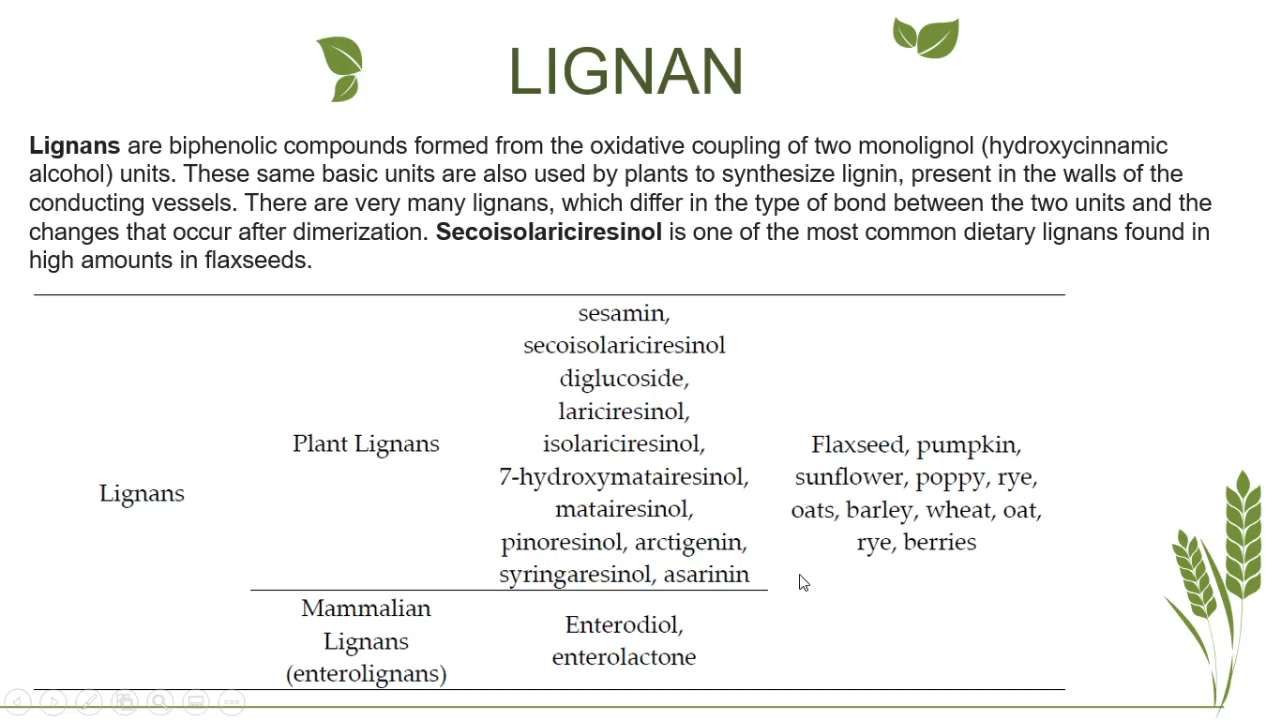 LIGNAN
Lignans are biphenolic compounds formed from the oxidative coupling of two monolignol (hydroxycinnamic
alcohol) units. These same basic units are also used by plants to synthesize lignin, present in the walls of the
conducting vessels. There are very many lignans, which differ in the type of bond between the two units and the
changes that occur after dimerization. Secoisolariciresinol is one of the most common dietary lignans found in
high amounts in flaxseeds.
Lignans
Plant Lignans
sesamin,
secoisolariciresinol
diglucoside,
lariciresinol,
isolariciresinol,
7-hydroxymatairesinol,
matairesinol,
pinoresinol, arctigenin,
syringaresinol, asarinin
Flaxseed, pumpkin,
sunflower, poppy, rye,
oats, barley, wheat, oat,
rye, berries
Mammalian
Lignans
(enterolignans)
Enterodiol,
enterolactone